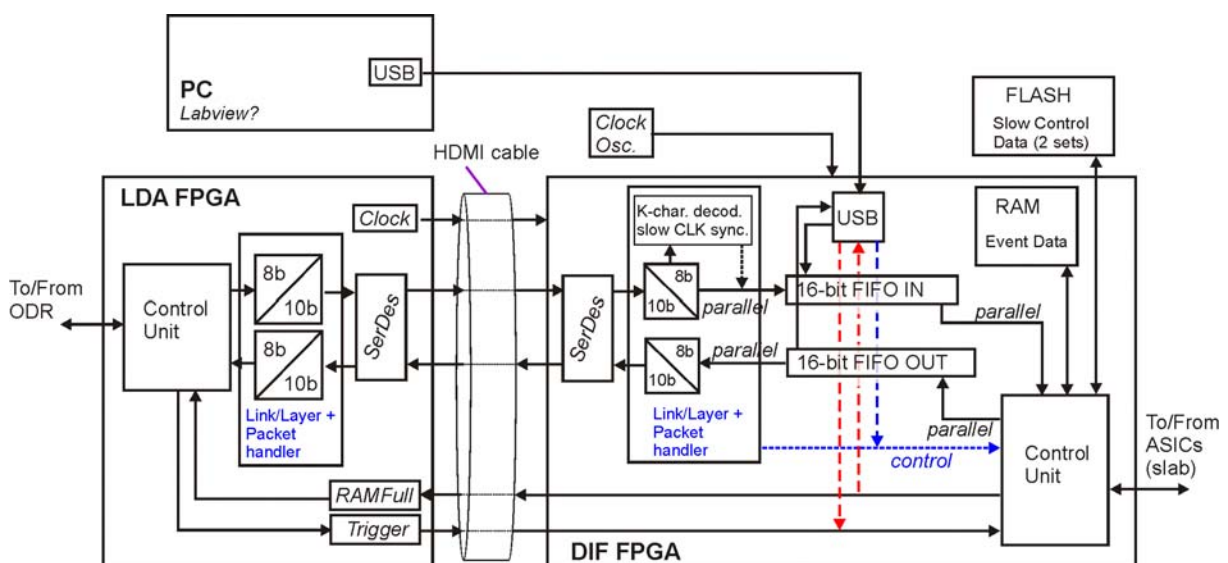 PC
Labview?
USB
Clock
Osc.
FLASH
Slow Control
Data (2 sets)
HDMI cable
LDA FPGA
Clock
8b
10b
8b
10b
Control
Unit
SerDes
Link/Layer +
Packet
handler
RAMFull
Trigger
To/From
ODR
K-char. decod.
slow CLK sync.
USB
RAM
Event Data
SerDes
8b
10b
parallel
16-bit FIFO IN
parallel
8b
10b
parallel
16-bit FIFO OUT
parallel
Link/Layer +
Packet
handler
control
Control
Unit
To/From
ASICs
(slab)
DIF FPGA